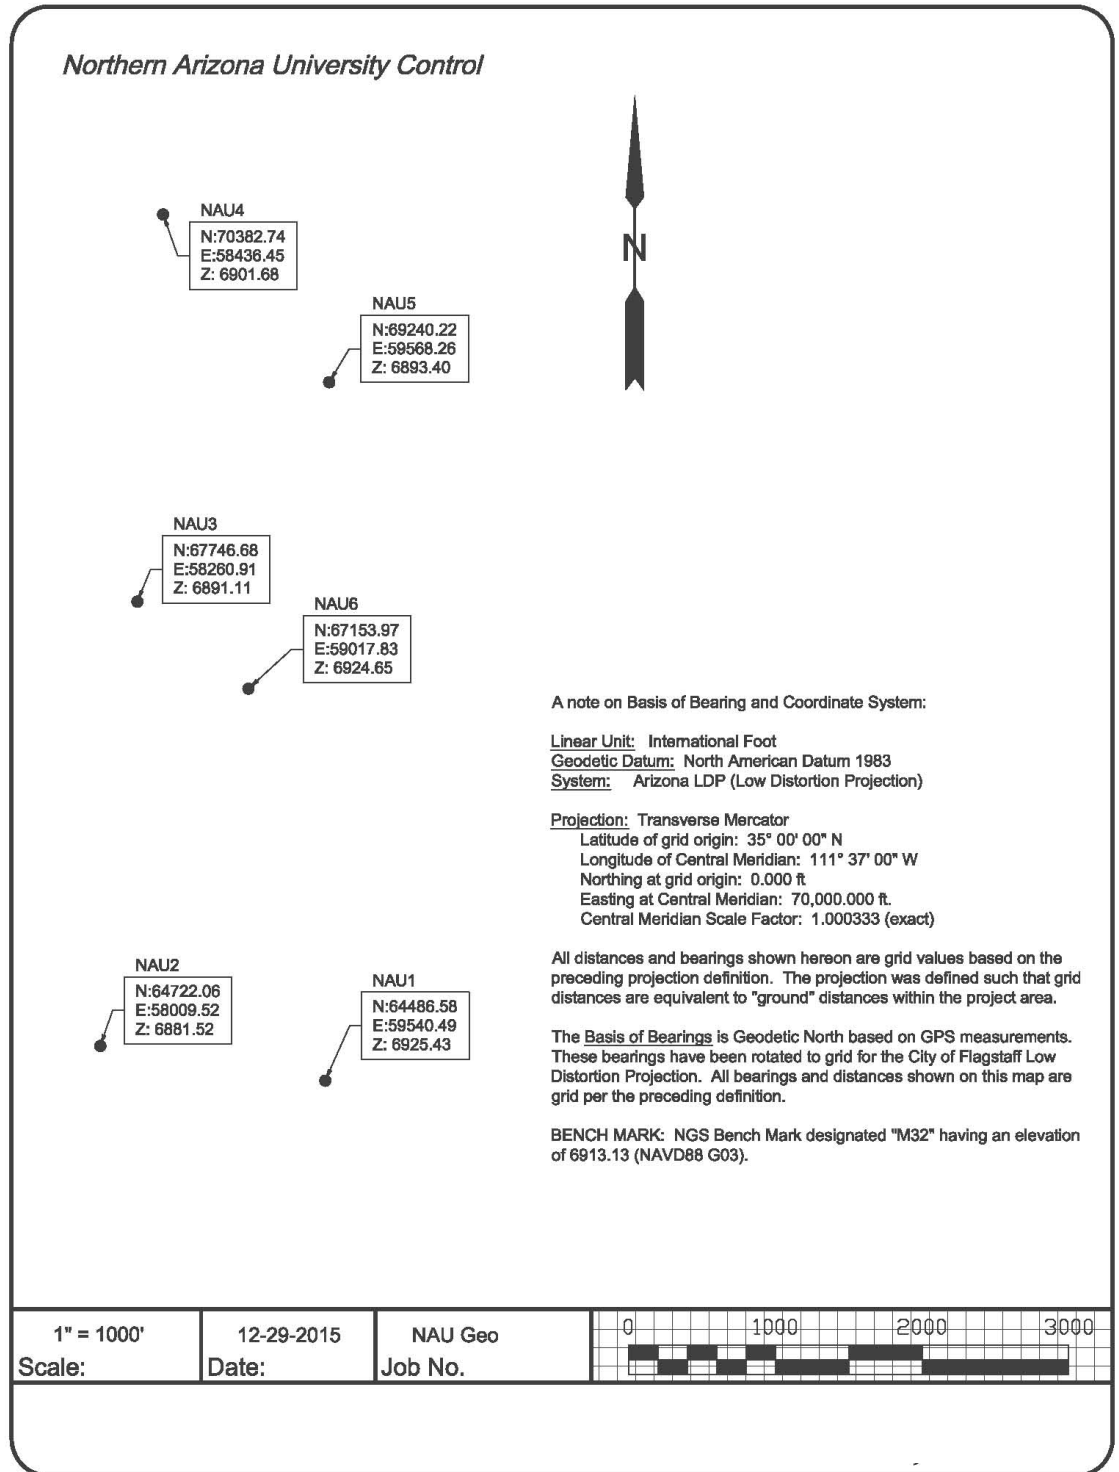 Northern Arizona University Control
N
NAU4
N:70382.74
E:58436.45
Z: 6901.68
NAU5
N:69240.22
E:59568.26
Z: 6893.40
NAU3
N:67746.68
E:58260.91
Z: 6891.11
NAU6
N:67153.97
E:59017.83
Z: 6924.65
A note on Basis of Bearing and Coordinate System:
Linear Unit: International Foot
Geodetic Datum: North American Datum 1983
System: Arizona LDP (Low Distortion Projection)
Projection: Transverse Mercator
Latitude of grid origin: 35° 00' 00" N
Longitude of Central Meridian: 111° 37' 00" W
Northing at grid origin: 0.000 ft
Easting at Central Meridian: 70,000.000 ft.
Central Meridian Scale Factor: 1.000333 (exact)
All distances and bearings shown hereon are grid values based on the
preceding projection definition. The projection was defined such that grid
distances are equivalent to "ground" distances within the project area.
The Basis of Bearings is Geodetic North based on GPS measurements.
These bearings have been rotated to grid for the City of Flagstaff Low
Distortion Projection. All bearings and distances shown on this map are
grid per the preceding definition.
BENCH MARK: NGS Bench Mark designated "M32" having an elevation
of 6913.13 (NAVD88 G03).
NAU2
N:64722.06
E:58009.52
Z: 6881.52
NAU1
N:64486.58
E:59540.49
Z: 6925.43
1" = 1000'
Scale:
12-29-2015
Date:
NAU Geo
Job No.
0 1000 2000 3000